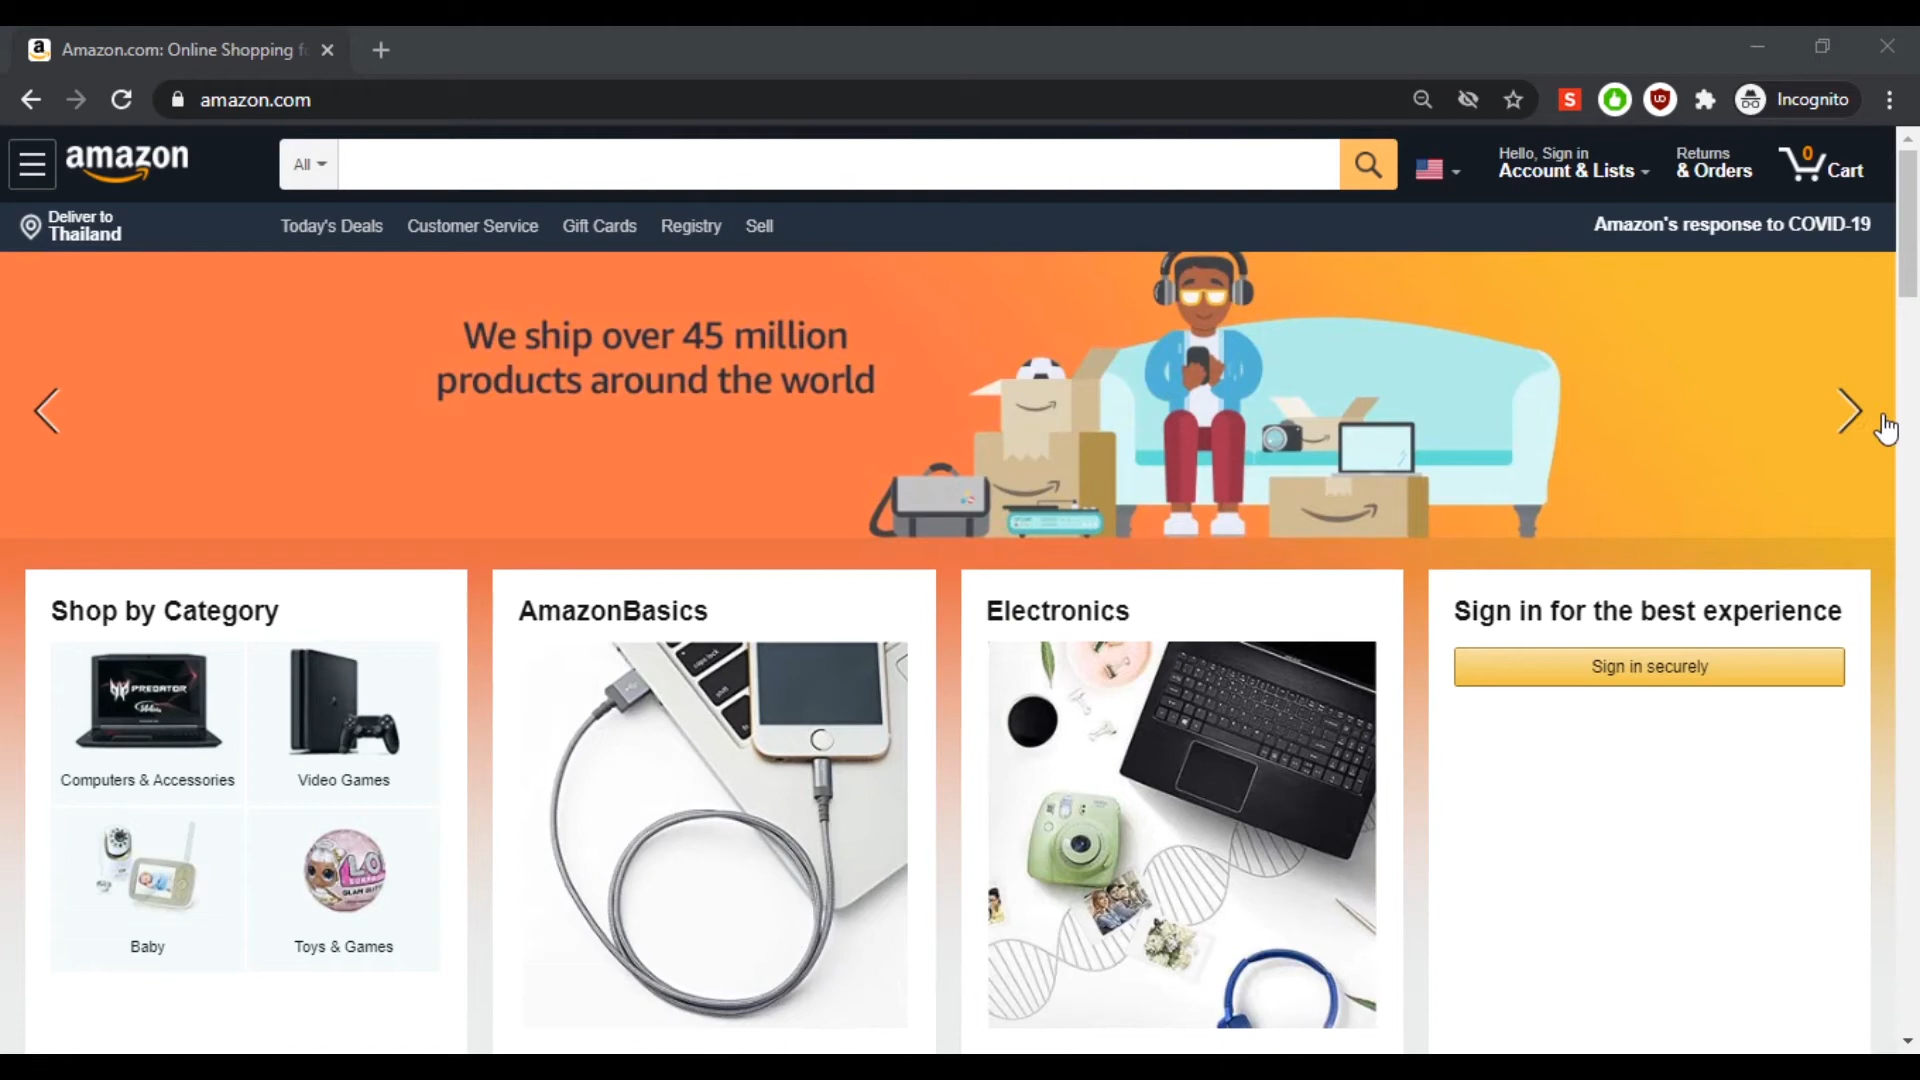 Amazon.com: Online Shopping f
amazon.com
Incognito
amazon
All
Hello, Sign in
Account & Lists
Returns
& Orders
0
Cart
Deliver to
Thailand
Today's Deals
Customer Service
Gift Cards
Registry
Sell
Amazon's response to COVID-19
We ship over 45 million
products around the world
Shop by Category
PREDATOR
Computers & Accessories
Video Games
Baby
L.O.L.
Toys & Games
AmazonBasics
caps lock
shift
Electronics
Sign in for the best experience
Sign in securely